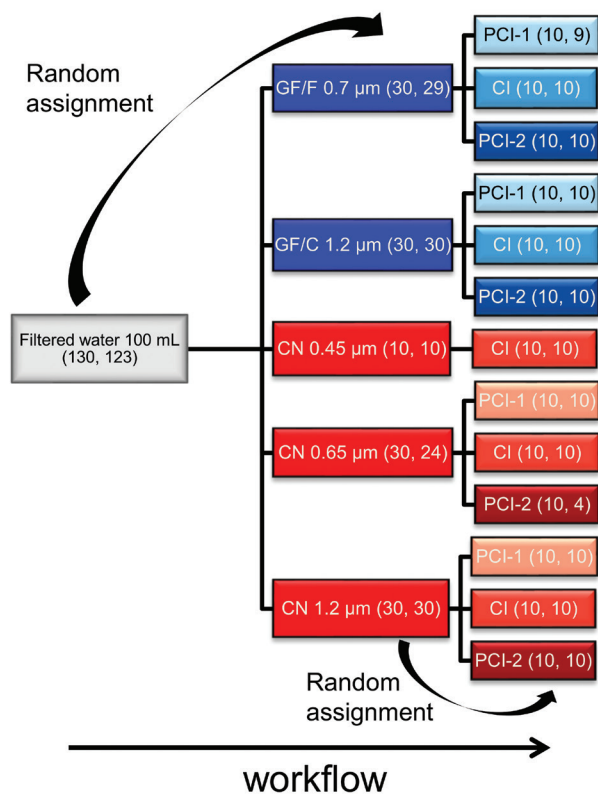 Random
assignment
Filtered water 100 mL
(130, 123)
GF/F 0.7 µm (30, 29)
PCI-1 (10, 9)
CI (10, 10)
PCI-2 (10, 10)
GF/C 1.2 µm (30, 30)
PCI-1 (10, 10)
CI (10, 10)
PCI-2 (10, 10)
CN 0.45 µm (10, 10)
CI (10, 10)
CN 0.65 µm (30, 24)
PCI-1 (10, 10)
CI (10, 10)
PCI-2 (10, 4)
CN 1.2 µm (30, 30)
PCI-1 (10, 10)
CI (10, 10)
PCI-2 (10, 10)
Random
assignment
workflow